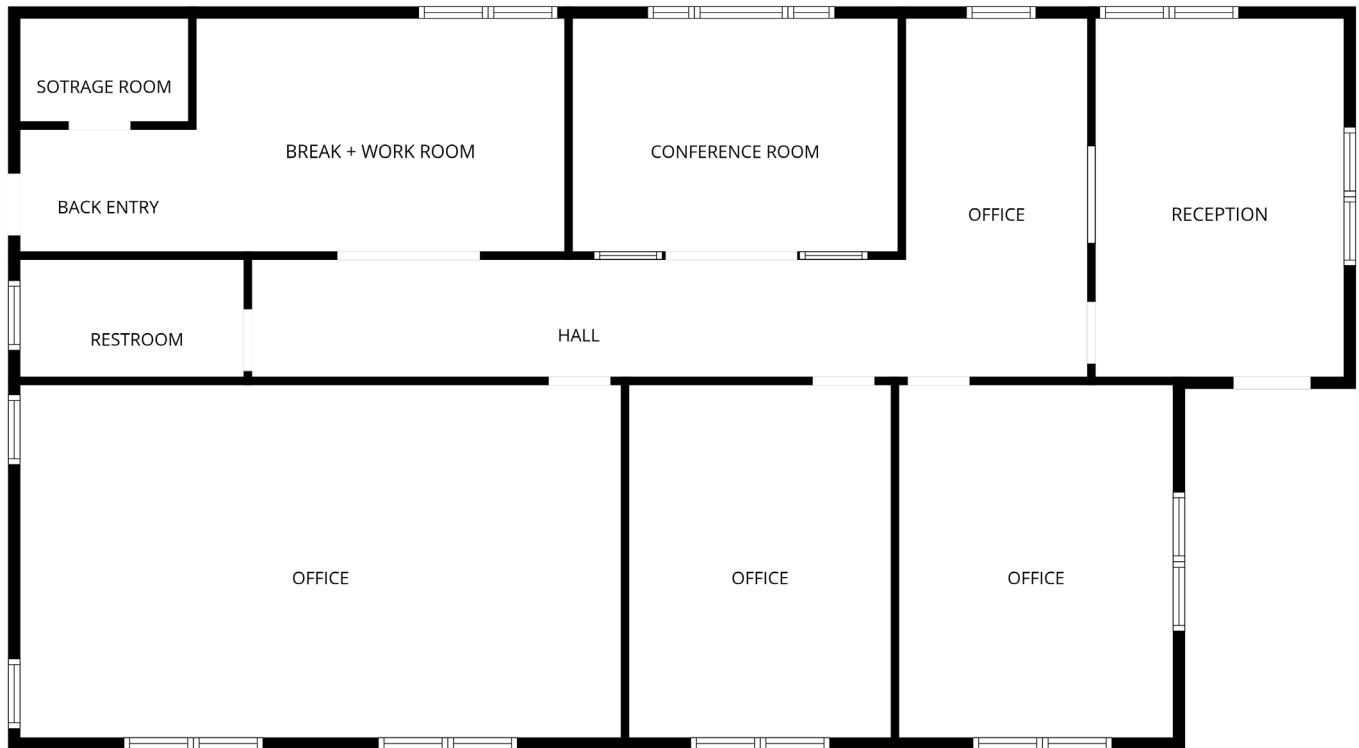 SOTRAGE ROOM
BREAK + WORK ROOM
CONFERENCE ROOM
BACK ENTRY
OFFICE
RECEPTION
RESTROOM
HALL
OFFICE
OFFICE
OFFICE